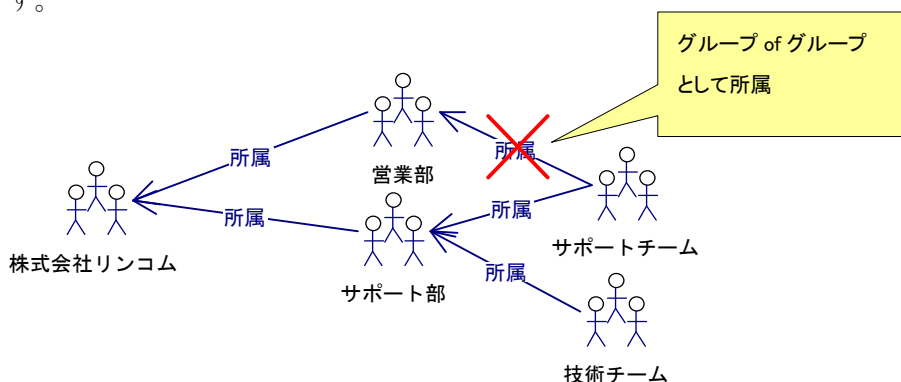 す。
グループ of グループ
として所属
所属
所属
営業部
株式会社リンコム
所属
所属
サポート部
サポートチーム
所属
技術チーム